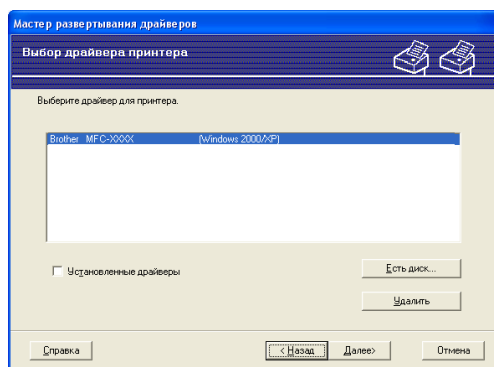 Мастер развертывания драйверов
Выбор драйвера принтера
Выберите драйвер для принтера.
Brother MFC-XXXX (Windows 2000/XP)
Установленные драйверы
Есть диск...
Удалить
Справка
< Назад
Далее>
Отмена